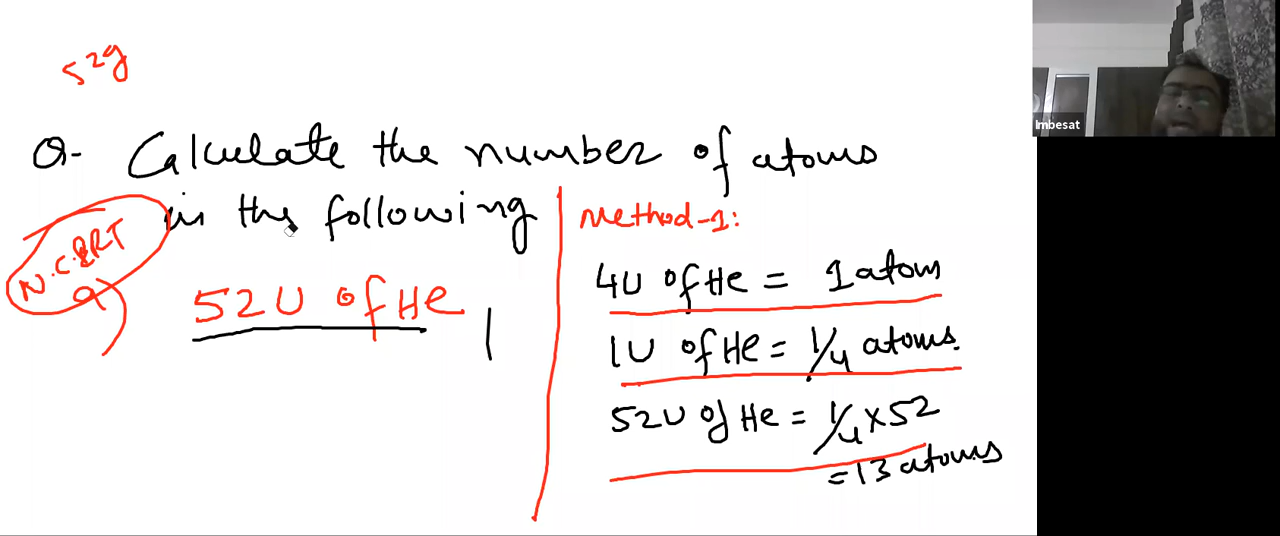 52g
Q- Calculate the number of atoms
in the following
N.C.ERT
a)
52U of He
Method-1:
4U of He = 1 atom
1U of He = 1/4 atoms.
52U of He = 1/4 x 52
= 13 atoms
Imbesat